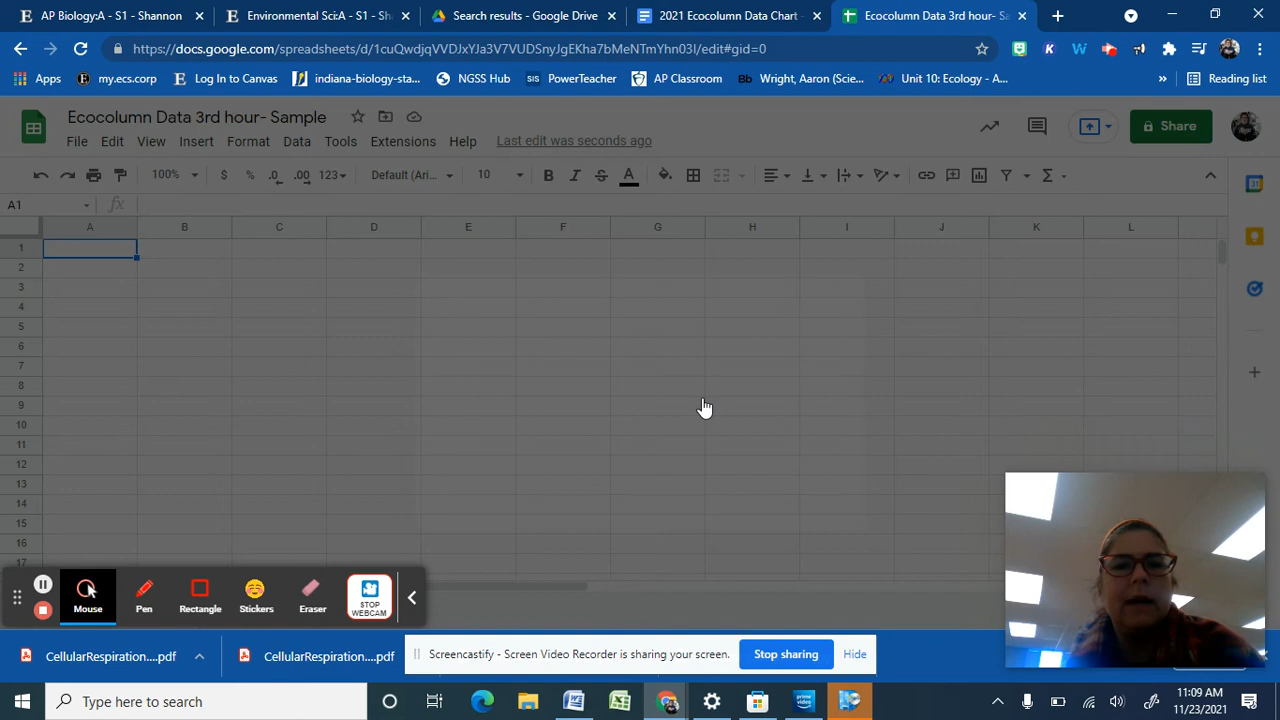 AP Biology:A - S1 - Shannon
Environmental Sci:A - S1 - Sh
Search results - Google Drive
2021 Ecocolumn Data Chart -
Ecocolumn Data 3rd hour- Sa
https://docs.google.com/spreadsheets/d/1cuQwdjqVVDJxYJa3V7VUDSnyJgEKha7bMeNTmYhn03I/edit#gid=0
Apps
my.ecs.corp
Log In to Canvas
indiana-biology-sta...
NGSS Hub
SIS
PowerTeacher
AP Classroom
Bb
Wright, Aaron (Scie...
Unit 10: Ecology - A...
»
Reading list
Ecocolumn Data 3rd hour- Sample
File Edit View Insert Format Data Tools Extensions Help Last edit was seconds ago
Share
100% $ % .0 .00 123 Default (Ari... 10 B I S A
A1
fx
A B C D E F G H I J K L
1
2
3
4
5
6
7
8
9
10
11
12
13
14
15
16
17
Mouse
Pen
Rectangle
Stickers
Eraser
STOP
WEBCAM
CellularRespiration....pdf
CellularRespiration....pdf
Screencastify - Screen Video Recorder is sharing your screen.
Stop sharing
Hide
Type here to search
11:09 AM
11/23/2021